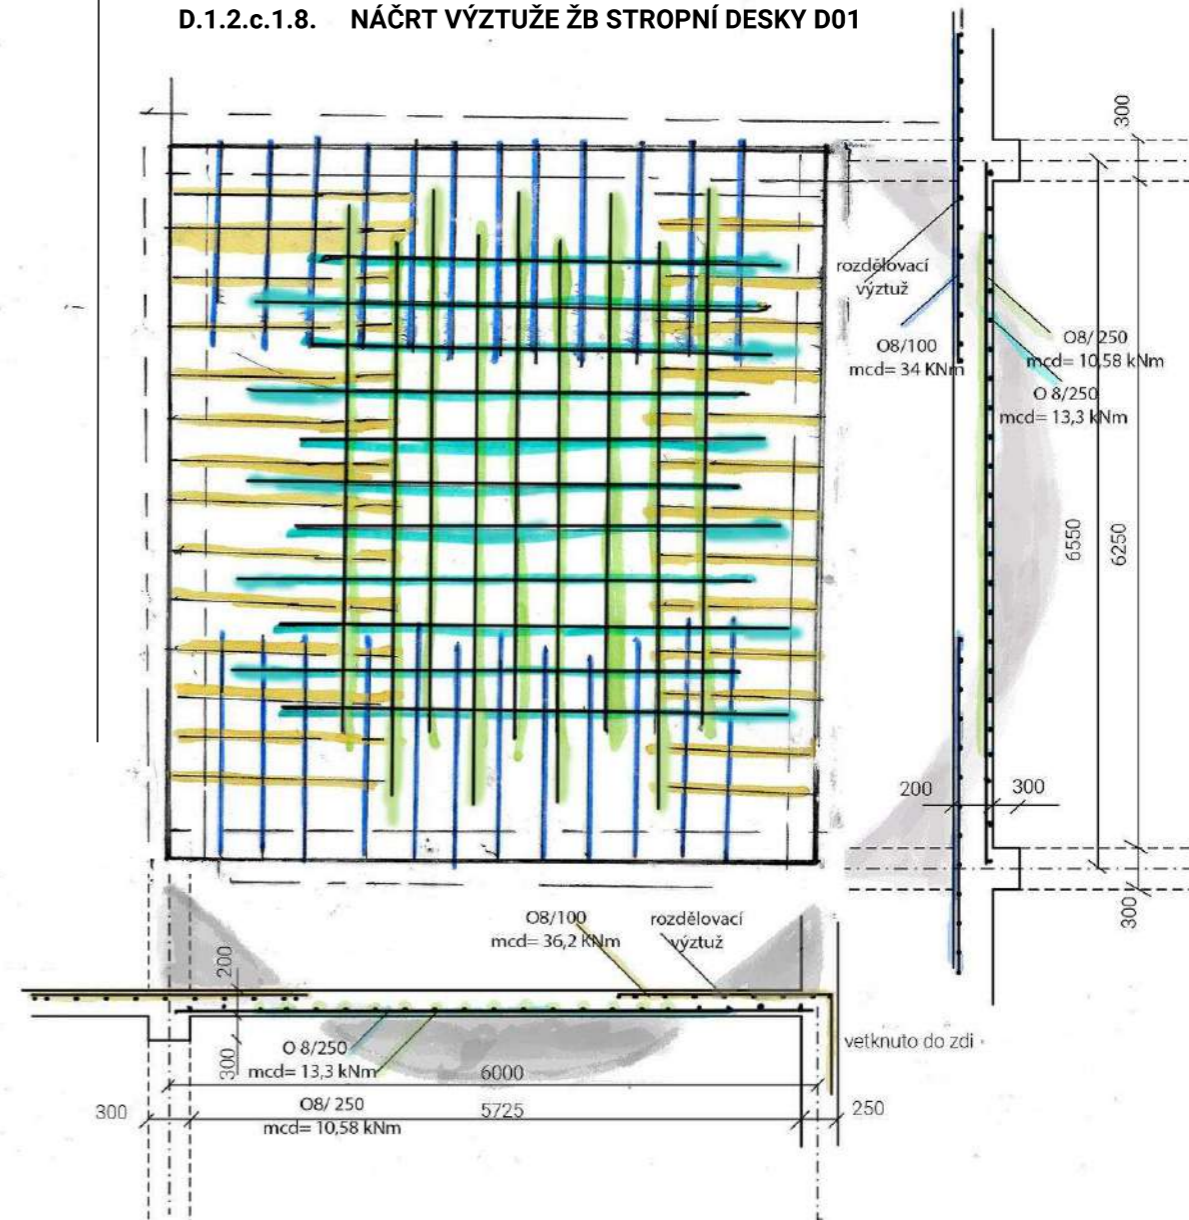 D.1.2.c.1.8. NÁČRT VÝZTUŽE ŽB STROPNÍ DESKY D01
300
rozdělovací
výztuž
O8/100
mcd= 34 KNm
O8/ 250
mcd= 10,58 kNm
O 8/250
mcd= 13,3 kNm
6550
6250
200
300
300
O8/100
mcd= 36,2 KNm
rozdělovací
výztuž
200
300
O 8/250
mcd= 13,3 kNm
vetknuto do zdi
6000
300
O8/ 250
mcd= 10,58 kNm
5725
250